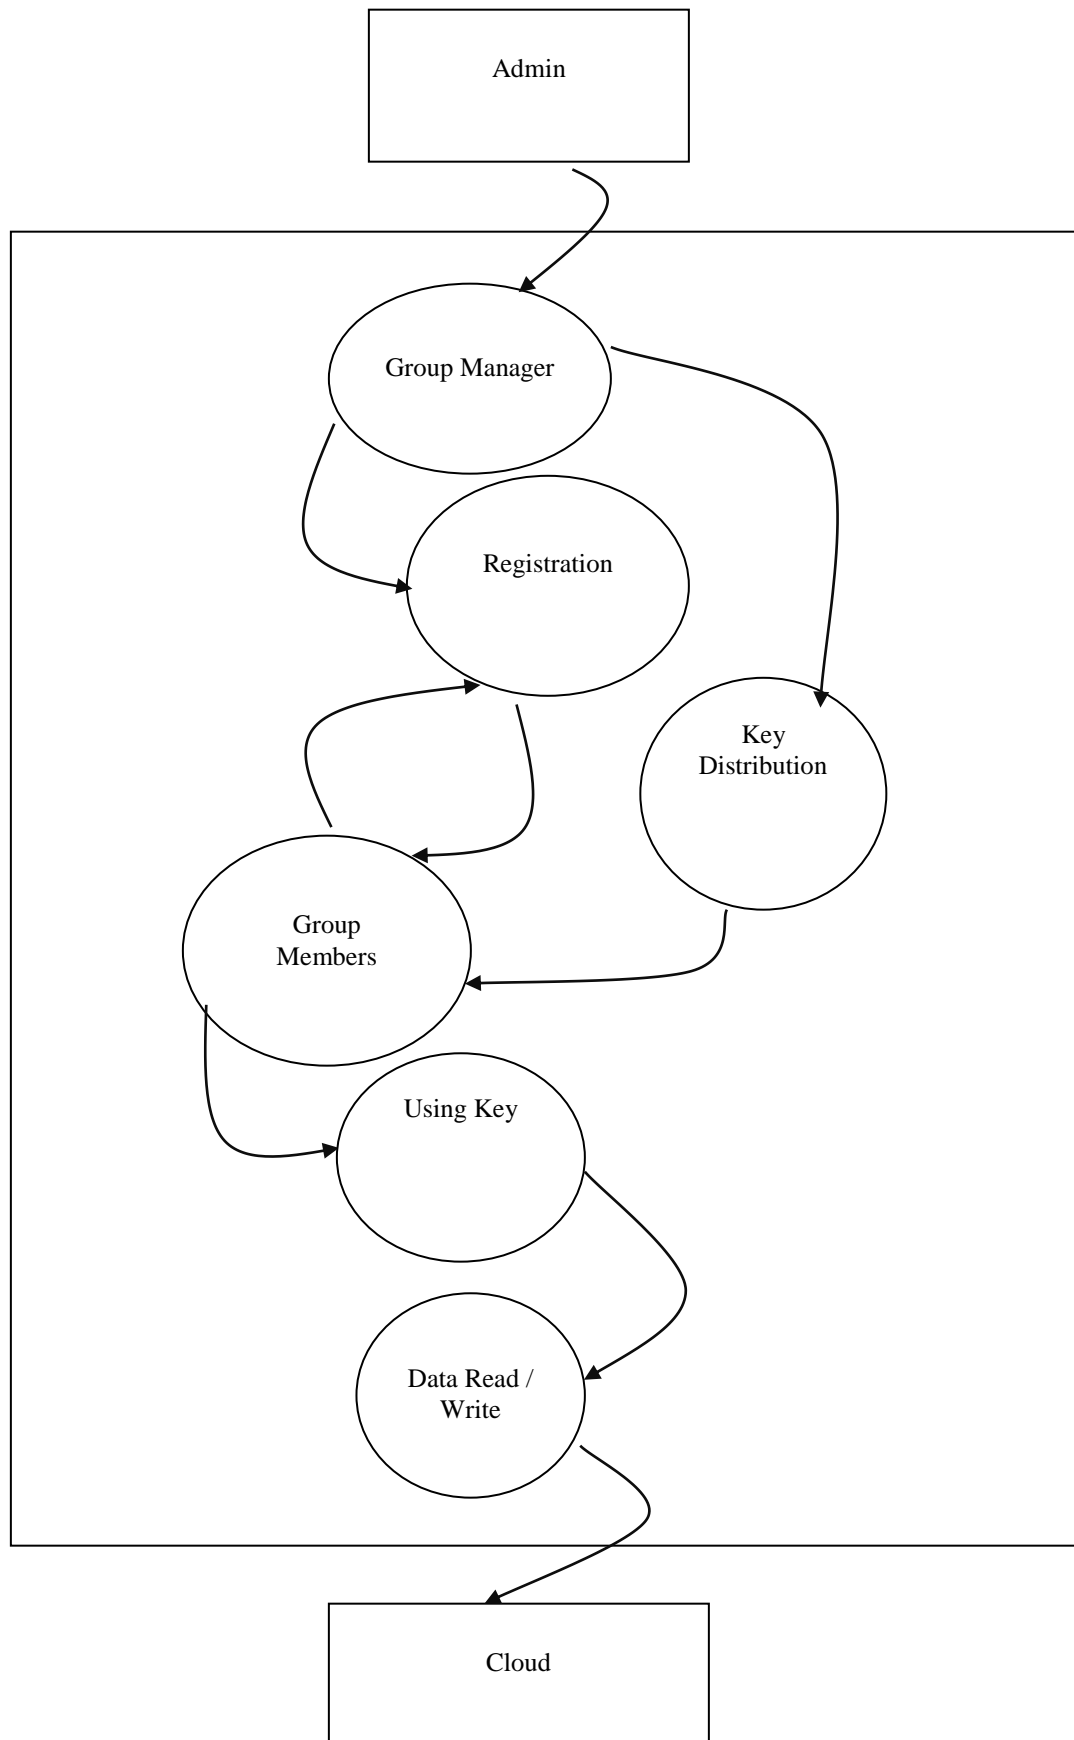 Admin
Group Manager
Registration
Key
Distribution
Group
Members
Using Key
Data Read /
Write
Cloud